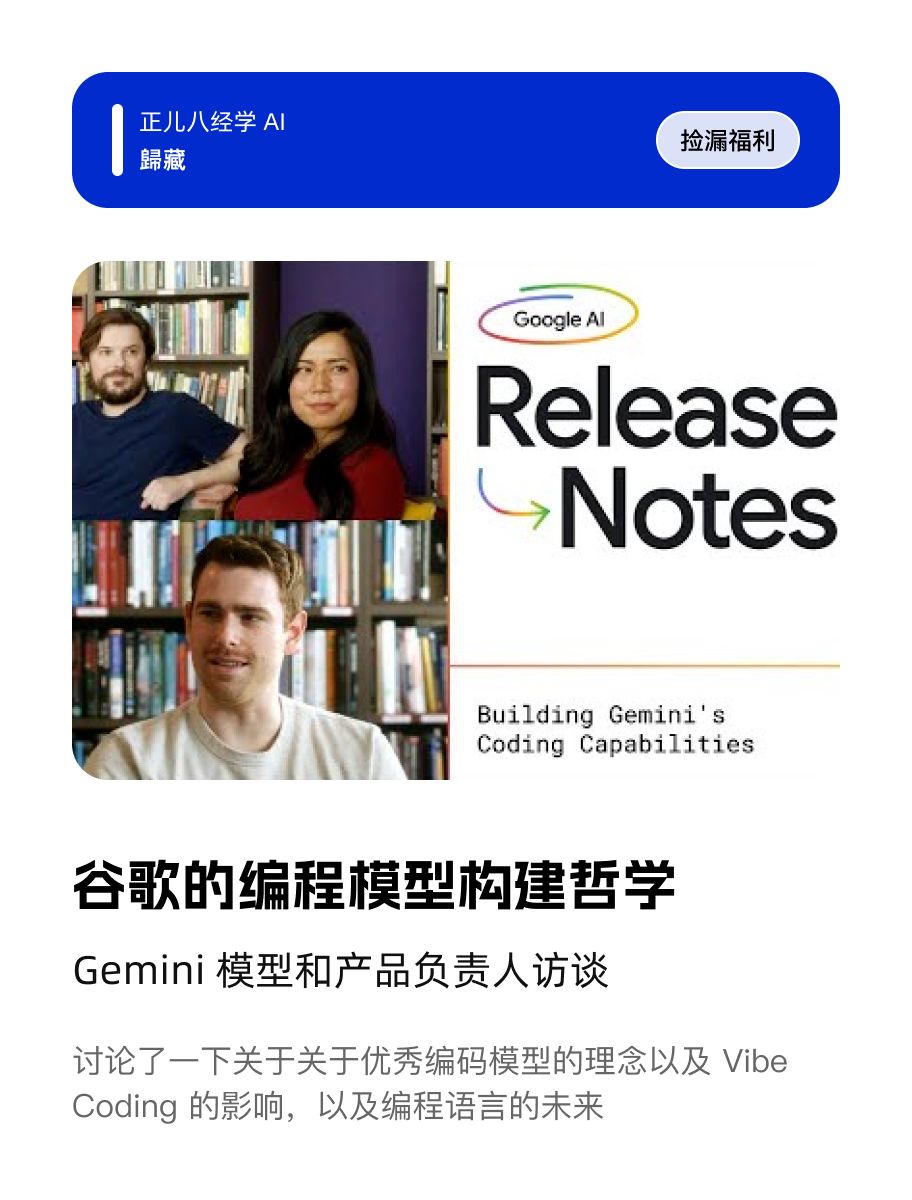 正儿八经学 AI
歸藏
捡漏福利
Google AI
Release
Notes
Building Gemini's
Coding Capabilities
谷歌的编程模型构建哲学
Gemini 模型和产品负责人访谈
讨论了一下关于关于优秀编码模型的理念以及 Vibe
Coding 的影响，以及编程语言的未来